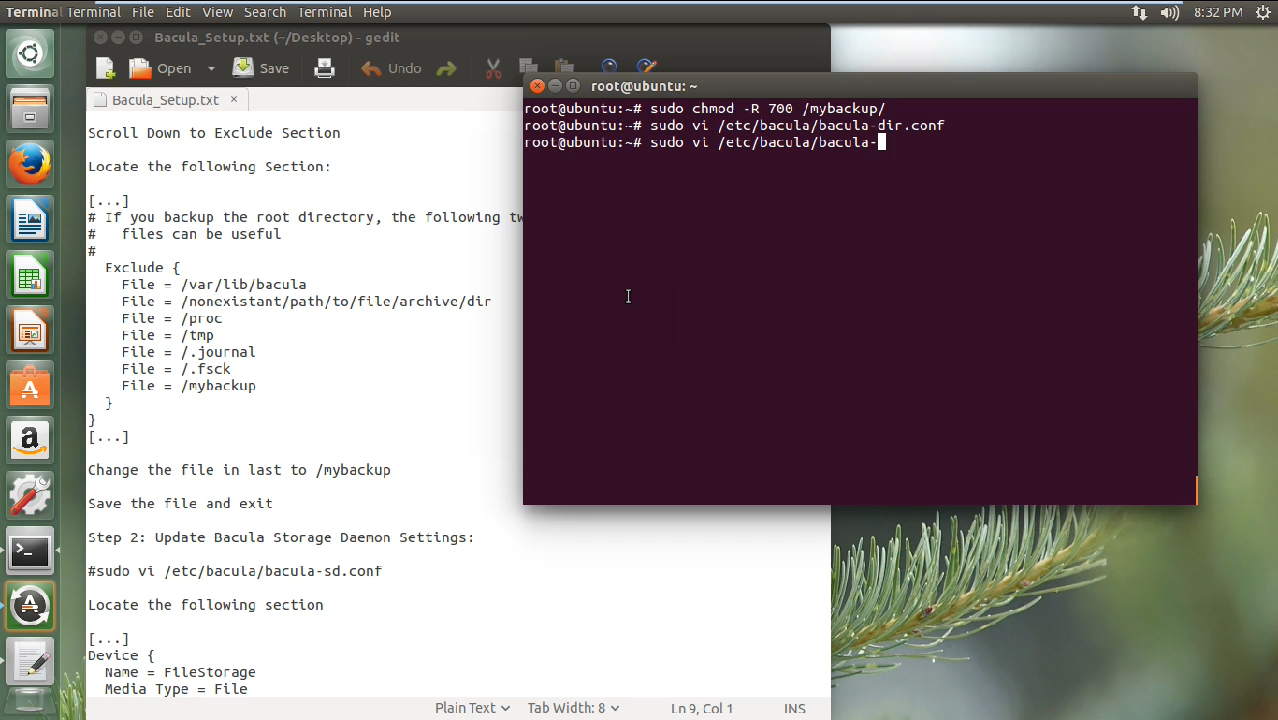 Terminal Terminal File Edit View Search Terminal Help 8:32 PM
Bacula_Setup.txt (~/Desktop) - gedit
Open Save Undo
Bacula_Setup.txt ×
Scroll Down to Exclude Section
Locate the following Section:
[...]
# If you backup the root directory, the following
#   files can be useful
#
  Exclude {
    File = /var/lib/bacula
    File = /nonexistant/path/to/file/archive/dir
    File = /proc
    File = /tmp
    File = /.journal
    File = /.fsck
    File = /mybackup
  }
}
[...]
Change the file in last to /mybackup
Save the file and exit
Step 2: Update Bacula Storage Daemon Settings:
#sudo vi /etc/bacula/bacula-sd.conf
Locate the following section
[...]
Device {
  Name = FileStorage
  Media Type = File
Plain Text Tab Width: 8 Ln 9, Col 1 INS
root@ubuntu: ~
root@ubuntu:~# sudo chmod -R 700 /mybackup/
root@ubuntu:~# sudo vi /etc/bacula/bacula-dir.conf
root@ubuntu:~# sudo vi /etc/bacula/bacula-